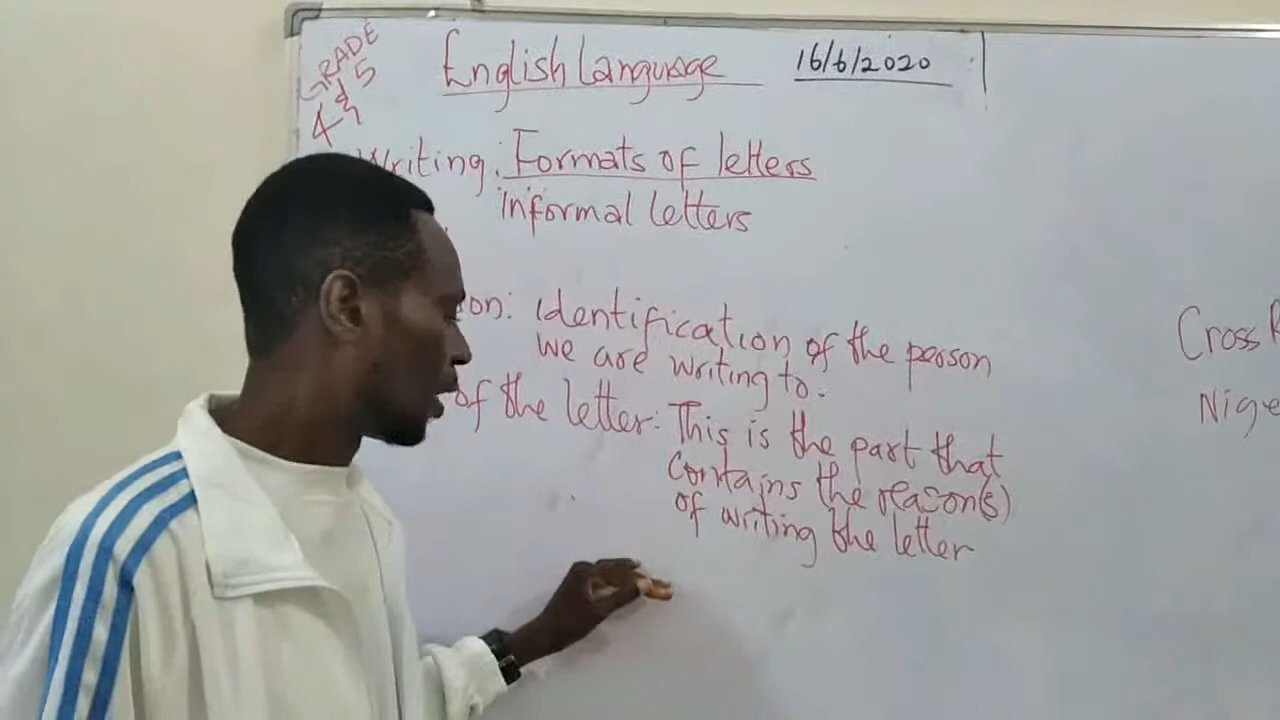 GRADE
4 & 5
English language 16/6/2020
Writing: Formats of letters
Informal letters
on: Identification of the person
we are writing to.
of the letter: This is the part that
contains the reason(s)
of writing the letter
Cross
Nige